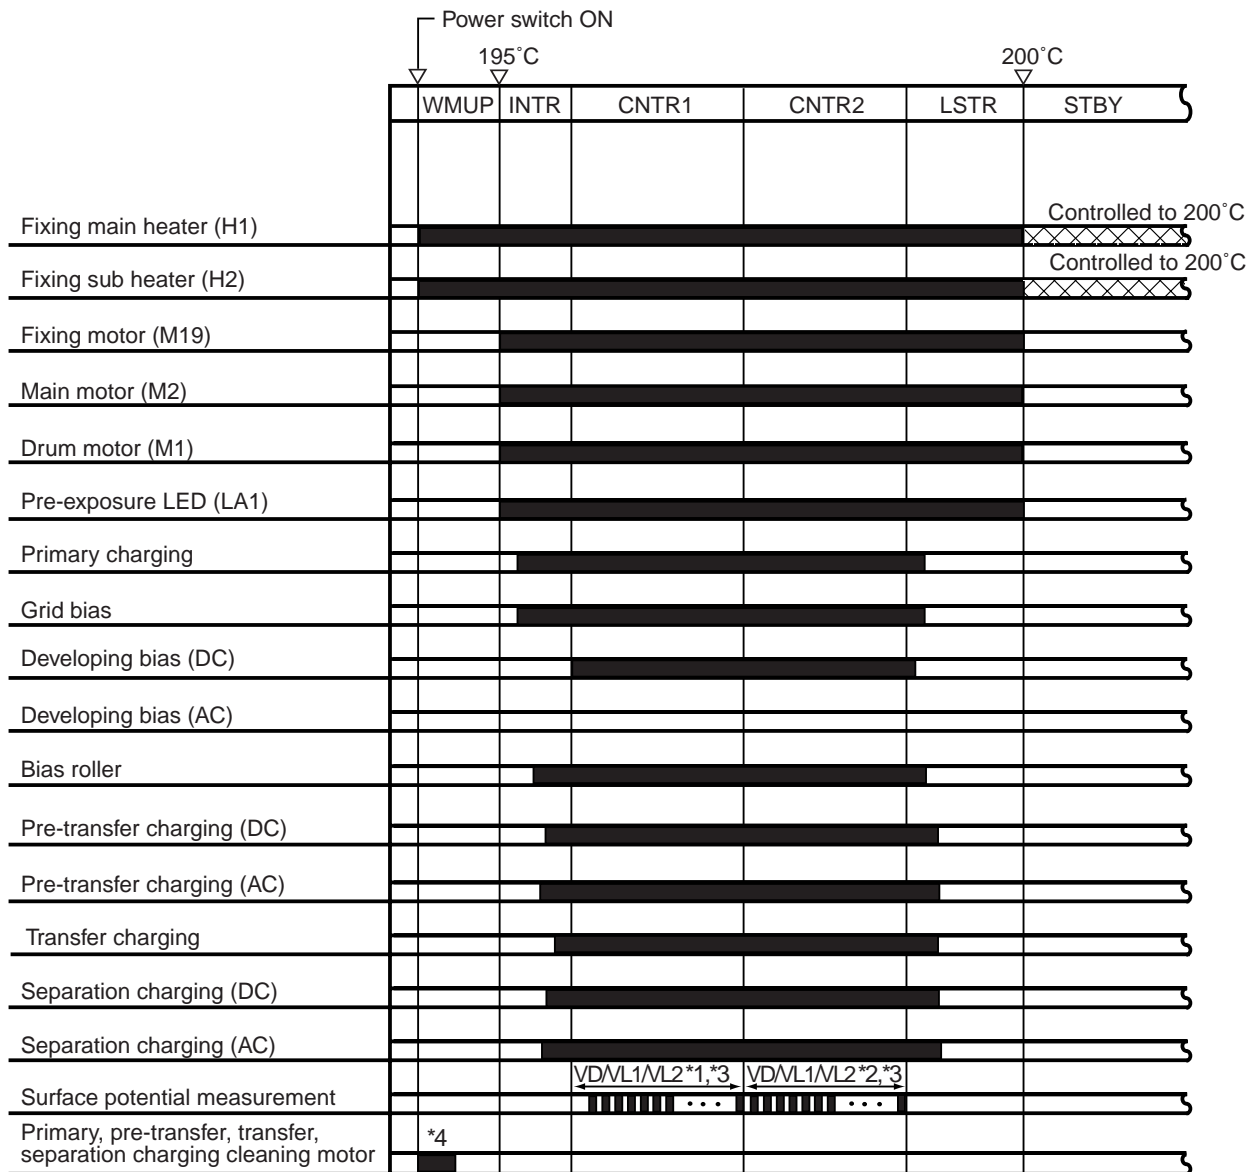 Power switch ON
195˚C 200˚C
WMUP INTR CNTR1 CNTR2 LSTR STBY
Controlled to 200˚C
Fixing main heater (H1)
Controlled to 200˚C
Fixing sub heater (H2)
Fixing motor (M19)
Main motor (M2)
Drum motor (M1)
Pre-exposure LED (LA1)
Primary charging
Grid bias
Developing bias (DC)
Developing bias (AC)
Bias roller
Pre-transfer charging (DC)
Pre-transfer charging (AC)
Transfer charging
Separation charging (DC)
Separation charging (AC)
VD/VL1/VL2 *1,*3 VD/VL1/VL2 *2,*3
Surface potential measurement
Primary, pre-transfer, transfer,
separation charging cleaning motor
*4